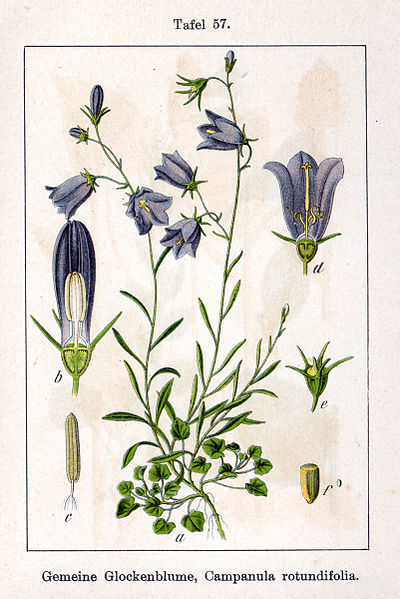 Tafel 57.
d
b
e
c
f
a
Gemeine Glockenblume, Campanula rotundifolia.